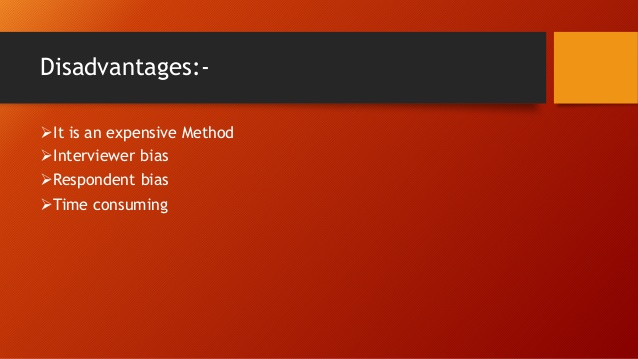 Disadvantages:-
➢It is an expensive Method
➢Interviewer bias
➢Respondent bias
➢Time consuming